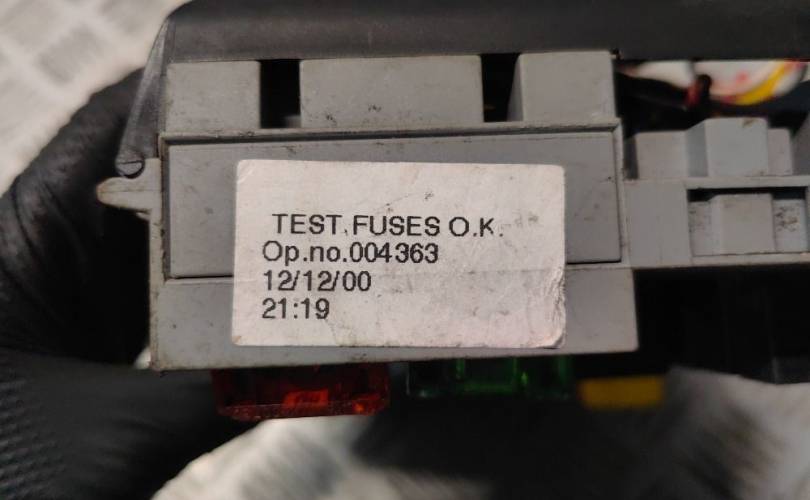 TEST. FUSES O.K.
Op.no.004363
12/12/00
21:19